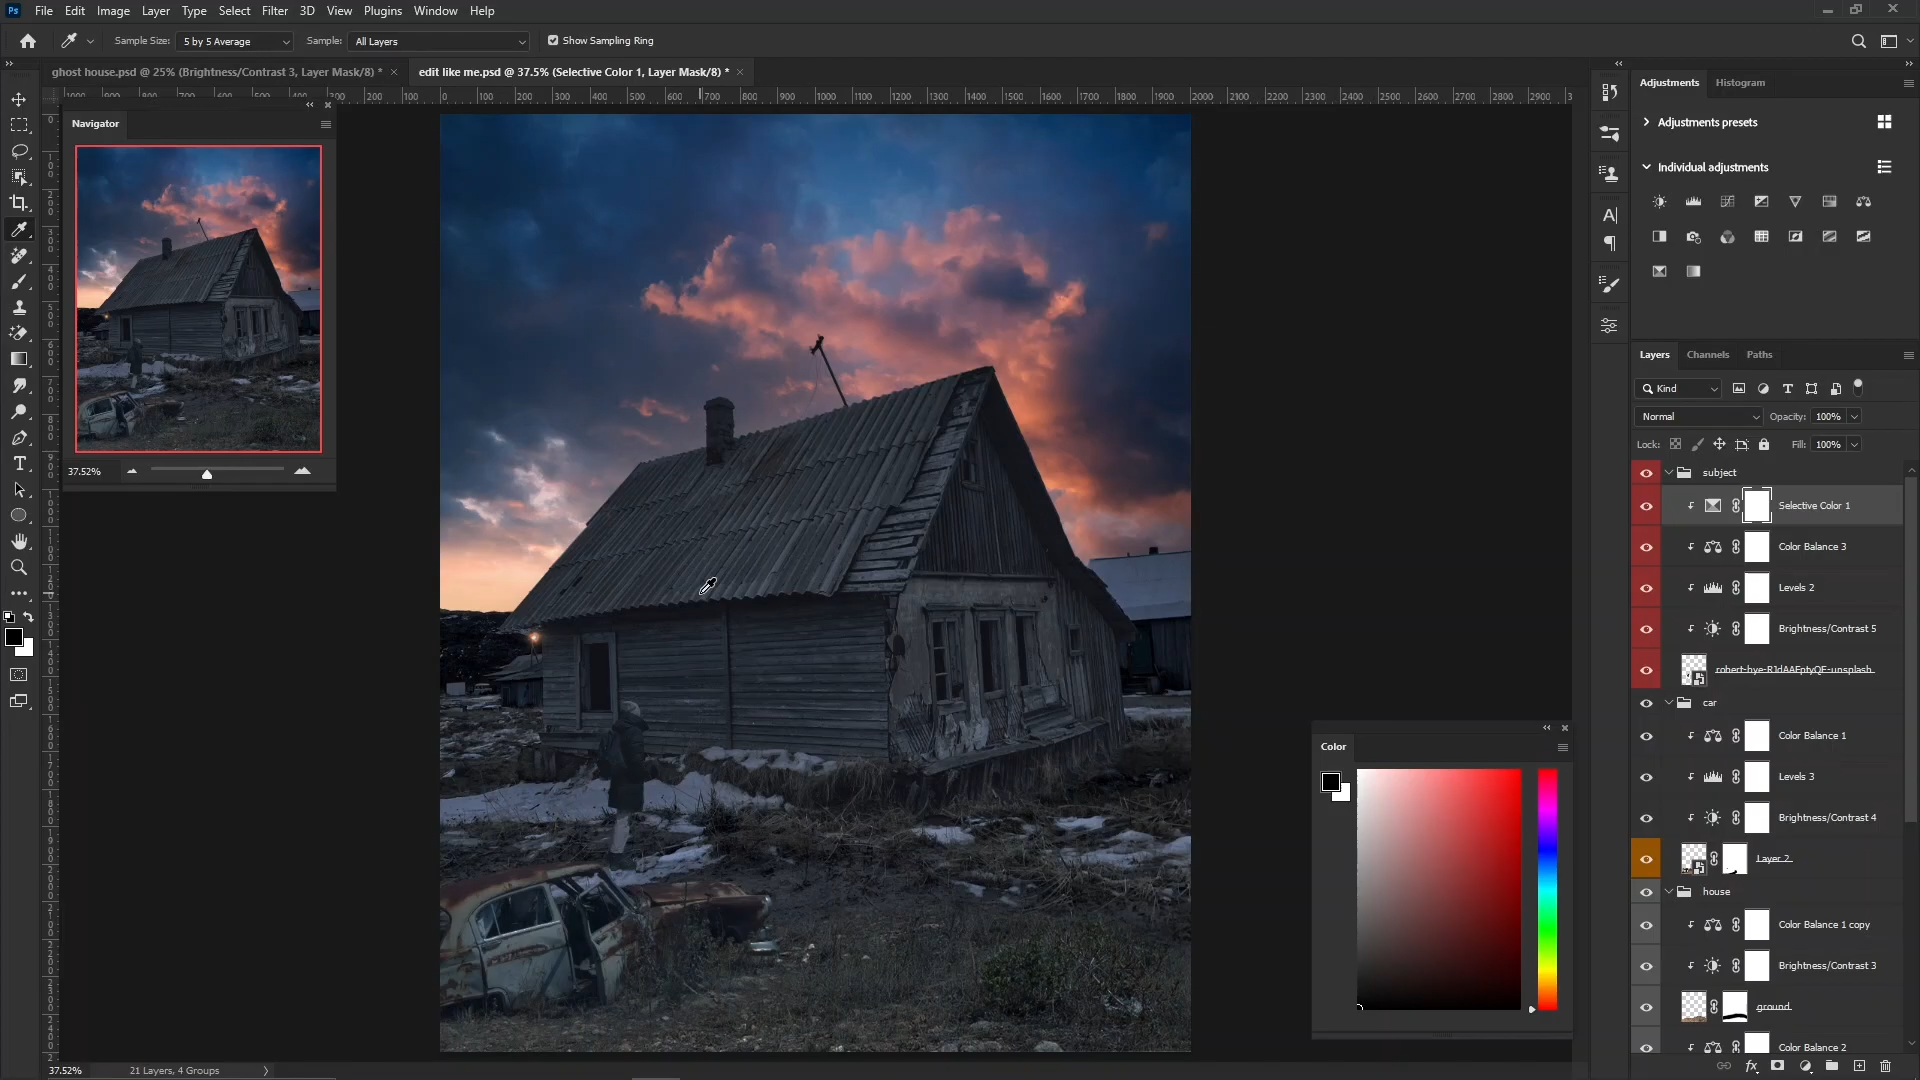 Ps File Edit Image Layer Type Select Filter 3D View Plugins Window Help
Sample Size: 5 by 5 Average Sample: All Layers Show Sampling Ring
ghost house.psd @ 25% (Brightness/Contrast 3, Layer Mask/8) *
edit like me.psd @ 37.5% (Selective Color 1, Layer Mask/8) *
Navigator
37.52%
Adjustments Histogram
Adjustments presets
Individual adjustments
Layers Channels Paths
Kind
Normal Opacity: 100%
Lock: Fill: 100%
subject
Selective Color 1
Color Balance 3
Levels 2
Brightness/Contrast 5
robert-bye-R1dAAEptyQE-unsplash
car
Color Balance 1
Levels 3
Brightness/Contrast 4
Layer 2
house
Color Balance 1 copy
Brightness/Contrast 3
ground
Color Balance 2
Color
37.52% 21 Layers, 4 Groups